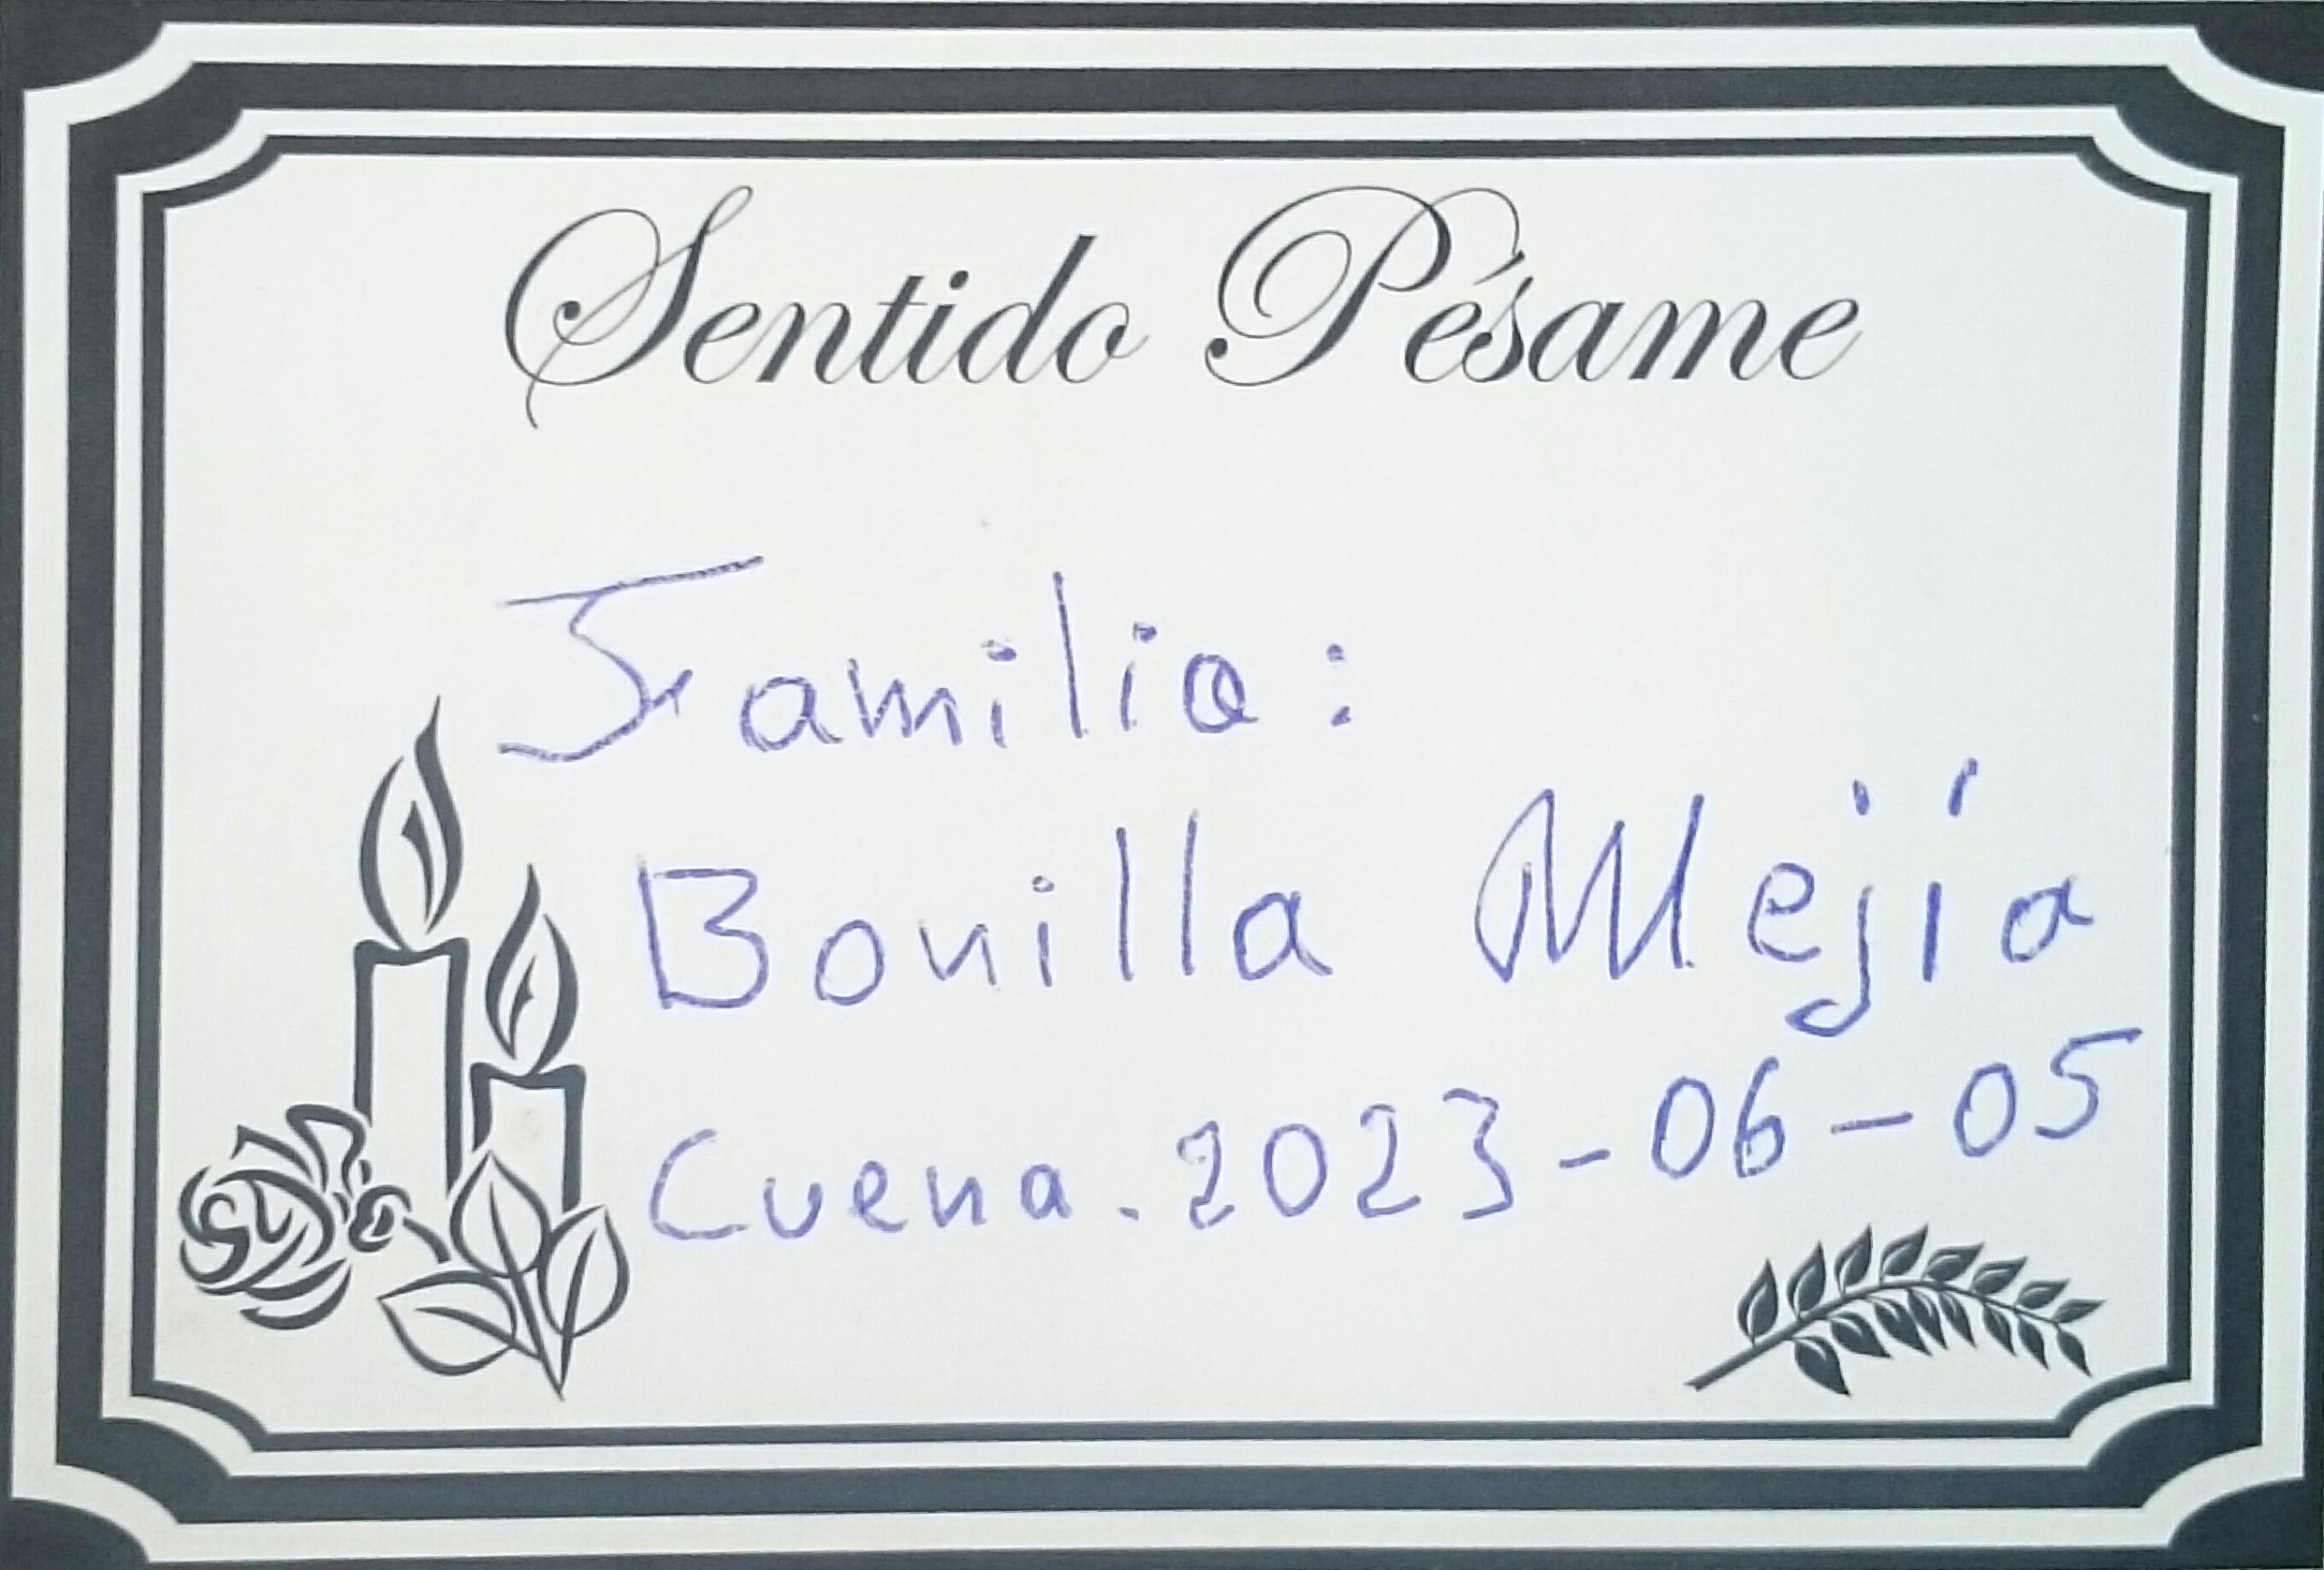 Sentido Pésame
Familia:
Bonilla Mejía
Cuena. 2023-06-05